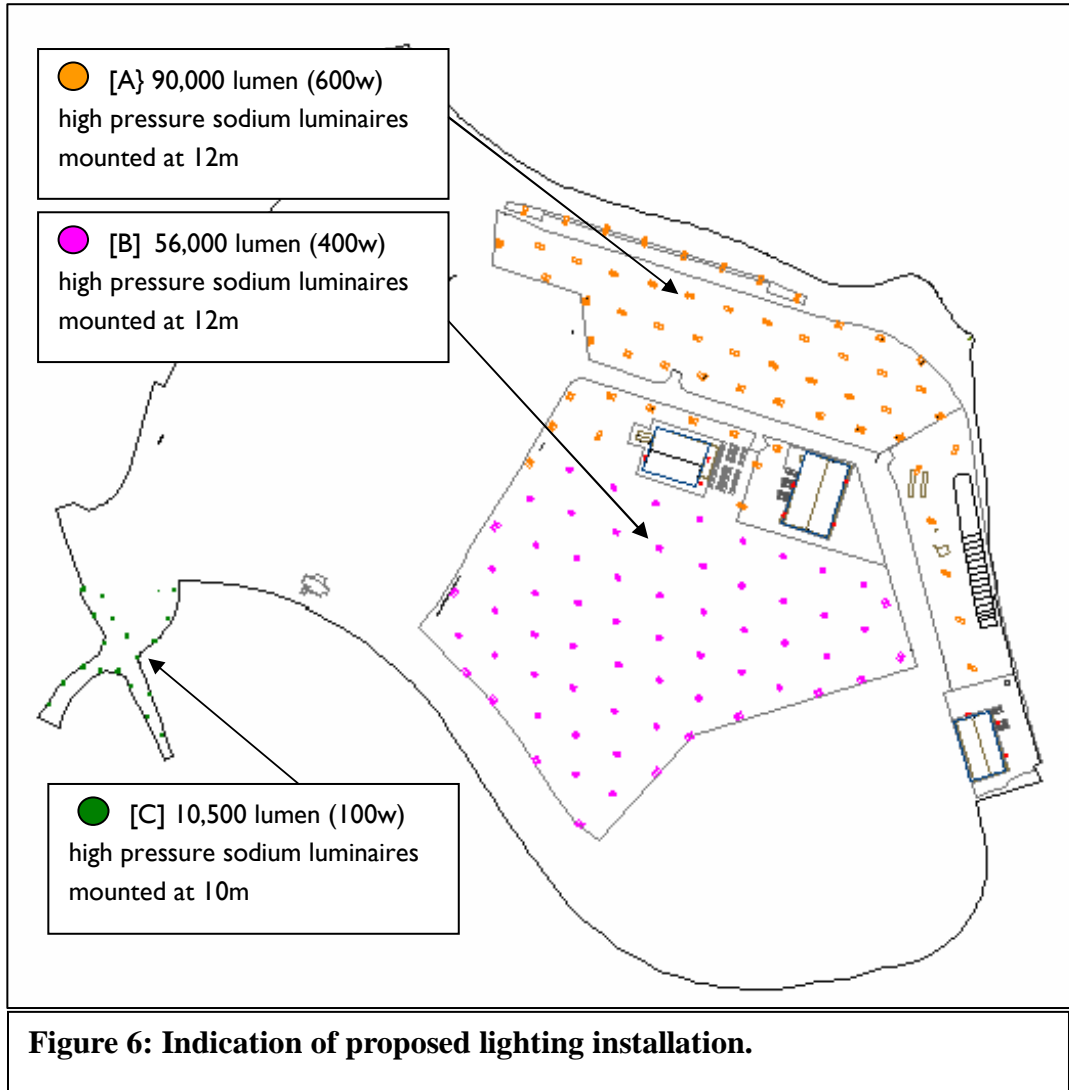 [A} 90,000 lumen (600w)
high pressure sodium luminaires
mounted at 12m
[B] 56,000 lumen (400w)
high pressure sodium luminaires
mounted at 12m
[C] 10,500 lumen (100w)
high pressure sodium luminaires
mounted at 10m
Figure 6: Indication of proposed lighting installation.